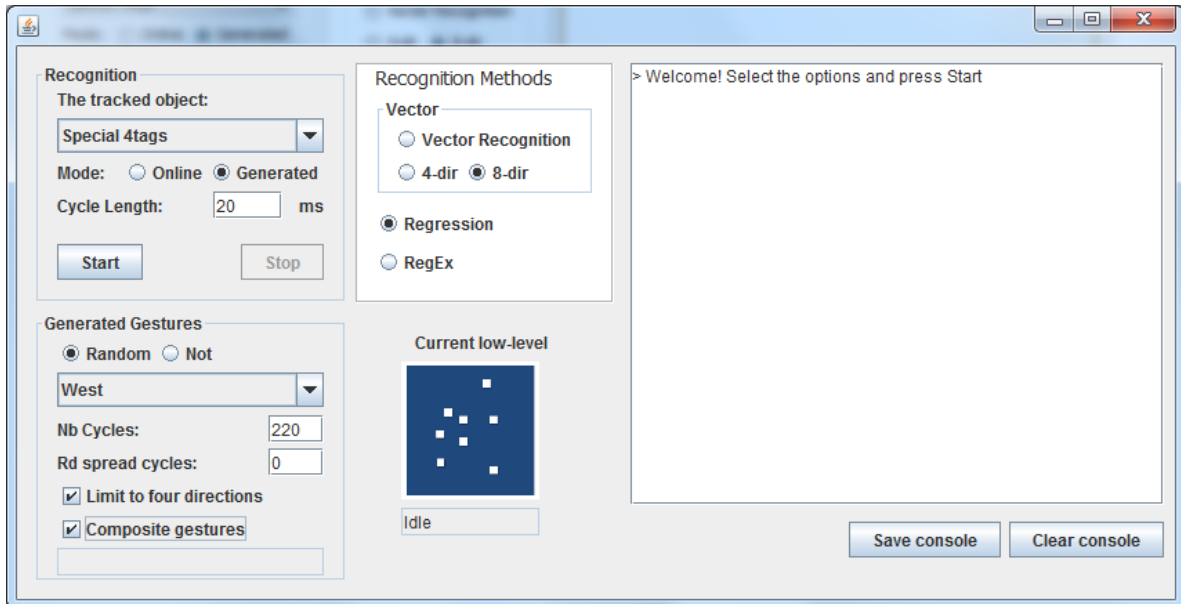 Recognition
The tracked object:
Special 4tags
Mode: Online Generated
Cycle Length: 20 ms
Start Stop
Generated Gestures
Random Not
West
Nb Cycles: 220
Rd spread cycles: 0
Limit to four directions
Composite gestures
Recognition Methods
Vector
Vector Recognition
4-dir 8-dir
Regression
RegEx
Current low-level
Idle
> Welcome! Select the options and press Start
Save console Clear console